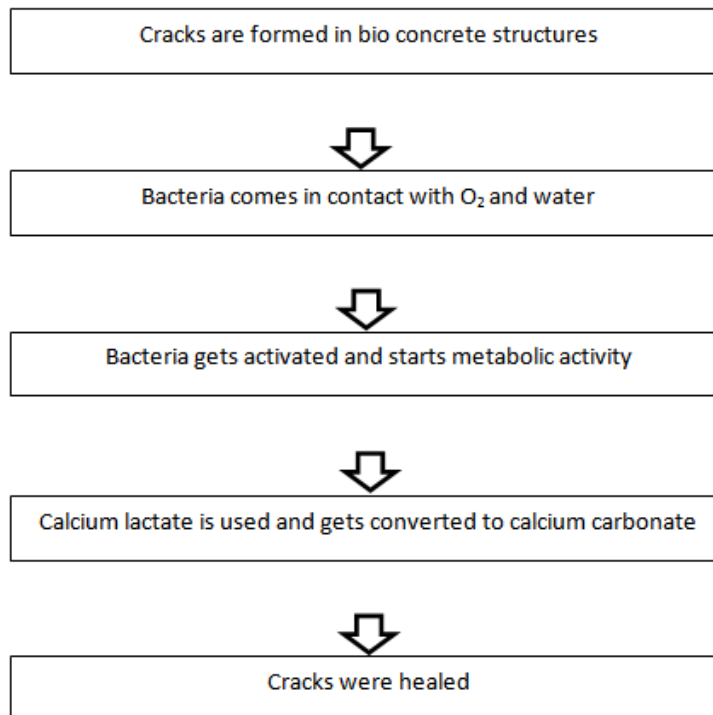 Cracks are formed in bio concrete structures
Bacteria comes in contact with O₂ and water
Bacteria gets activated and starts metabolic activity
Calcium lactate is used and gets converted to calcium carbonate
Cracks were healed